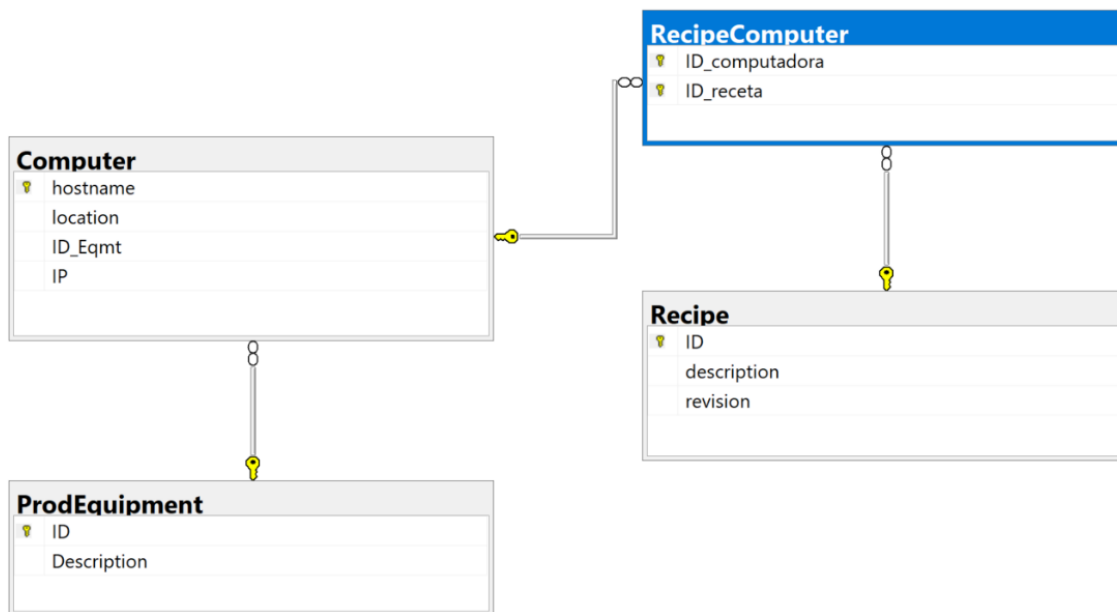 RecipeComputer
ID_computadora
ID_receta
Computer
hostname
location
ID_Eqmt
IP
Recipe
ID
description
revision
ProdEquipment
ID
Description